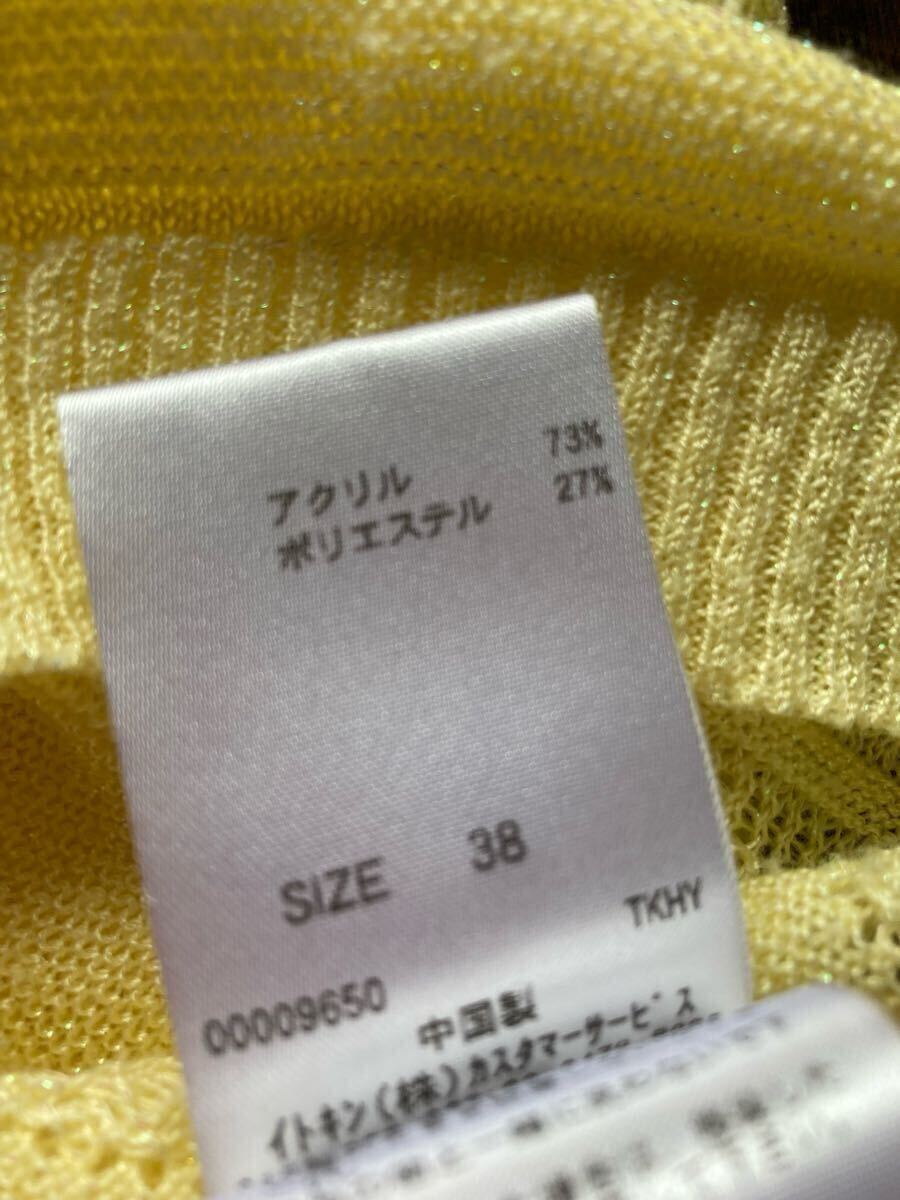 アクリル 73%
ポリエステル 27%
SIZE 38
TKHY
00009650
中国製
イトキン(株)カスタマーサービス